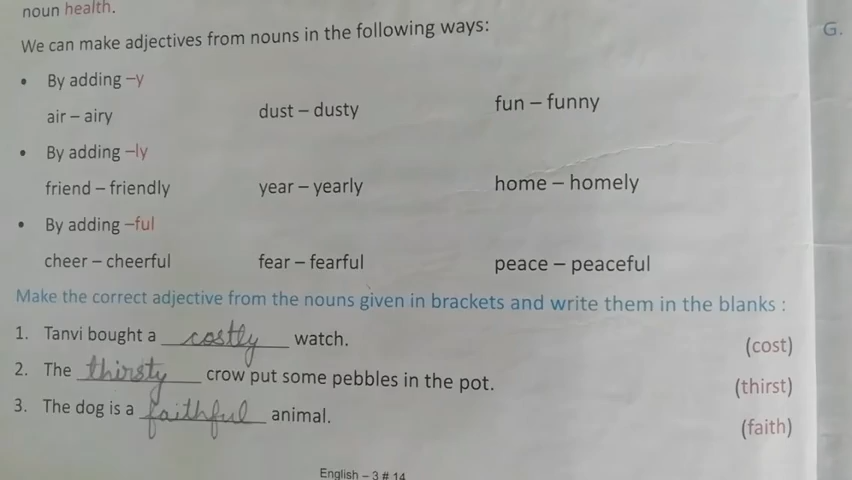 noun health.
We can make adjectives from nouns in the following ways:
G.
• By adding –y
air – airy dust – dusty fun – funny
• By adding –ly
friend – friendly year – yearly home – homely
• By adding –ful
cheer – cheerful fear – fearful peace – peaceful
Make the correct adjective from the nouns given in brackets and write them in the blanks :
1. Tanvi bought a costly watch. (cost)
2. The thirsty crow put some pebbles in the pot. (thirst)
3. The dog is a faithful animal. (faith)
English – 3 # 14